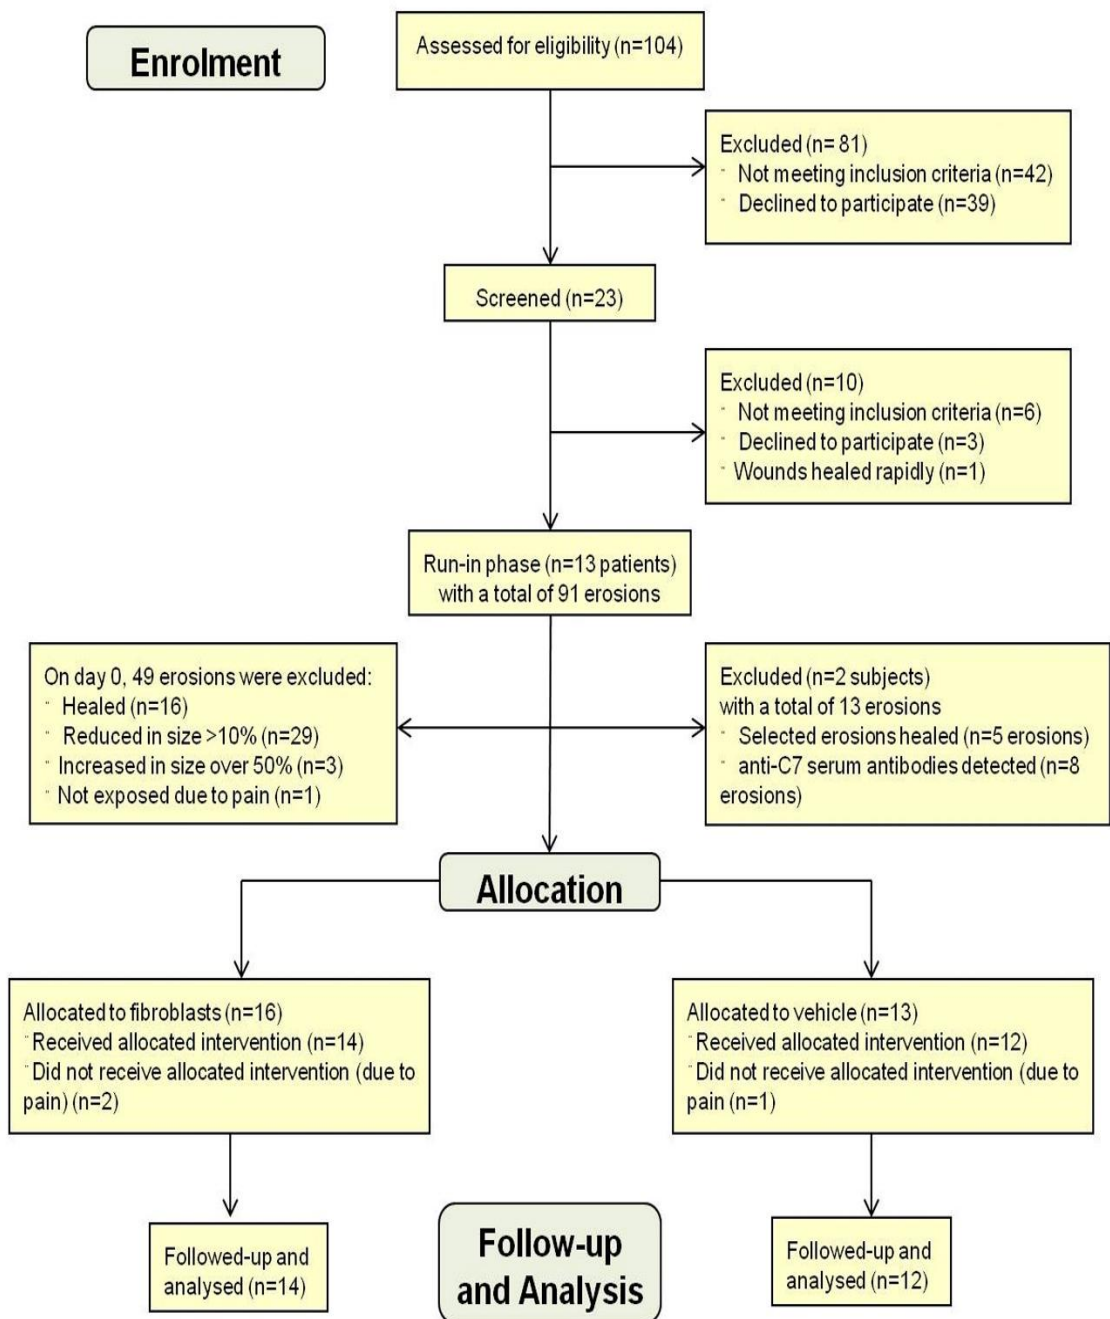 Enrolment
Assessed for eligibility (n=104)
Excluded (n= 81)
¨ Not meeting inclusion criteria (n=42)
¨ Declined to participate (n=39)
Screened (n=23)
Excluded (n=10)
¨ Not meeting inclusion criteria (n=6)
¨ Declined to participate (n=3)
¨ Wounds healed rapidly (n=1)
Run-in phase (n=13 patients)
with a total of 91 erosions
On day 0, 49 erosions were excluded:
¨ Healed (n=16)
¨ Reduced in size >10% (n=29)
¨ Increased in size over 50% (n=3)
¨ Not exposed due to pain (n=1)
Excluded (n=2 subjects)
with a total of 13 erosions
¨ Selected erosions healed (n=5 erosions)
¨ anti-C7 serum antibodies detected (n=8
erosions)
Allocation
Allocated to fibroblasts (n=16)
¨ Received allocated intervention (n=14)
¨ Did not receive allocated intervention (due to
pain) (n=2)
Allocated to vehicle (n=13)
¨ Received allocated intervention (n=12)
¨ Did not receive allocated intervention (due to
pain (n=1)
Followed-up and
analysed (n=14)
Follow-up
and Analysis
Followed-up and
analysed (n=12)